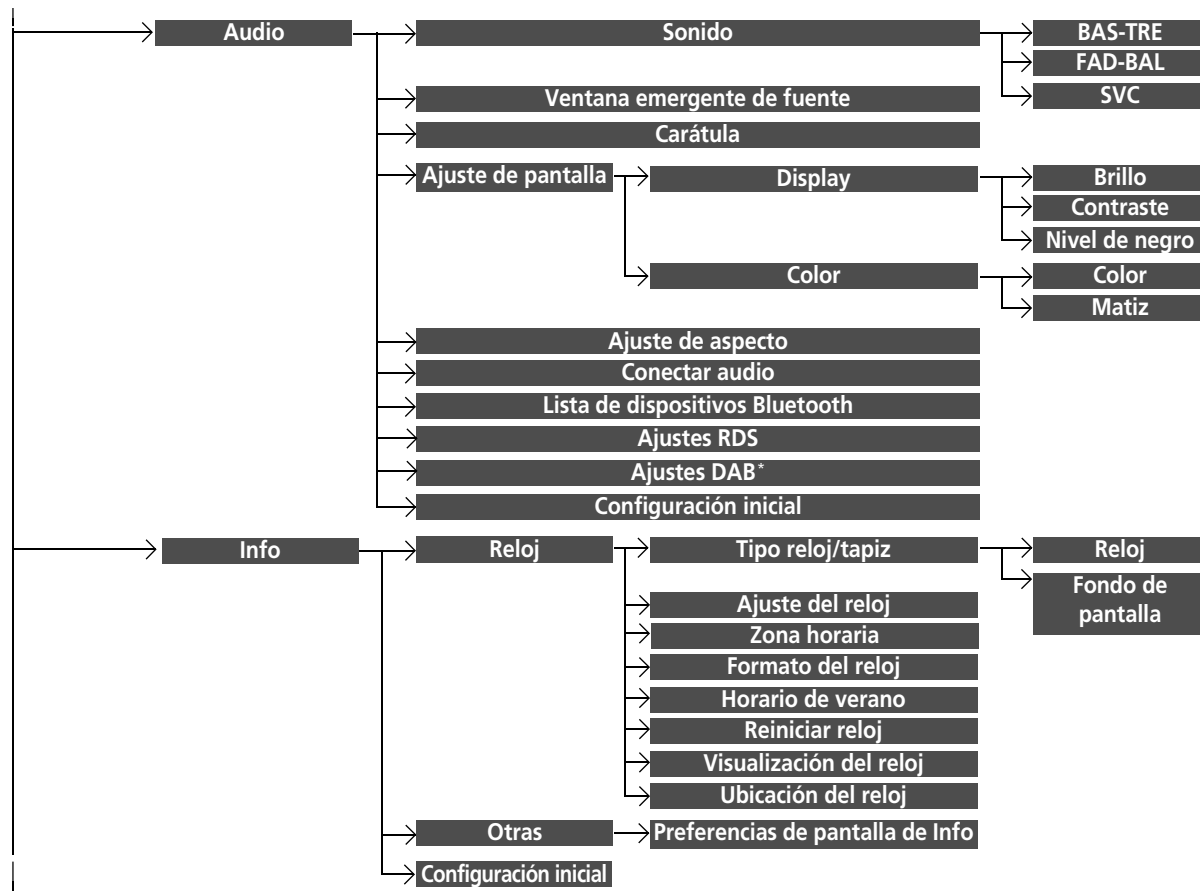 Audio
Sonido
BAS-TRE
FAD-BAL
SVC
Ventana emergente de fuente
Carátula
Ajuste de pantalla
Display
Brillo
Contraste
Nivel de negro
Color
Color
Matiz
Ajuste de aspecto
Conectar audio
Lista de dispositivos Bluetooth
Ajustes RDS
Ajustes DAB*
Configuración inicial
Info
Reloj
Tipo reloj/tapiz
Reloj
Fondo de
pantalla
Ajuste del reloj
Zona horaria
Formato del reloj
Horario de verano
Reiniciar reloj
Visualización del reloj
Ubicación del reloj
Otras
Preferencias de pantalla de Info
Configuración inicial